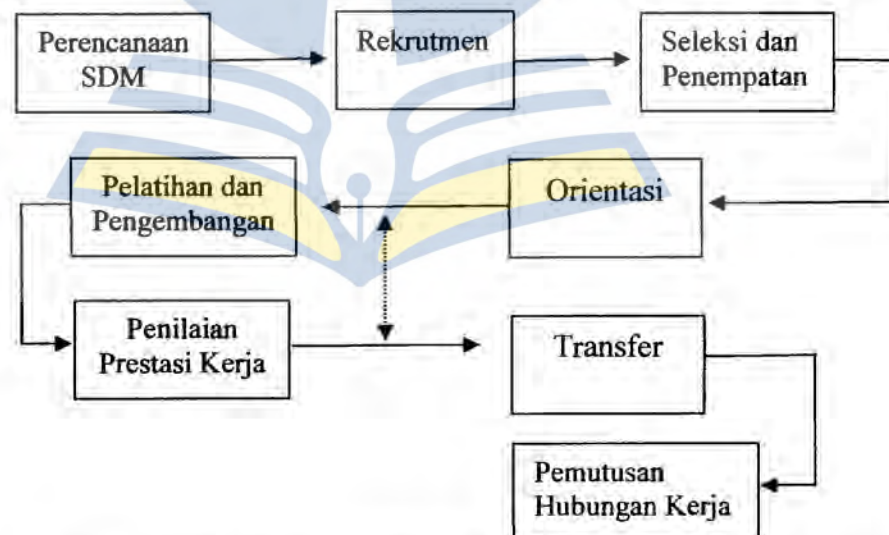 Perencanaan
SDM
Rekrutmen
Seleksi dan
Penempatan
Orientasi
Pelatihan dan
Pengembangan
Penilaian
Prestasi Kerja
Transfer
Pemutusan
Hubungan Kerja